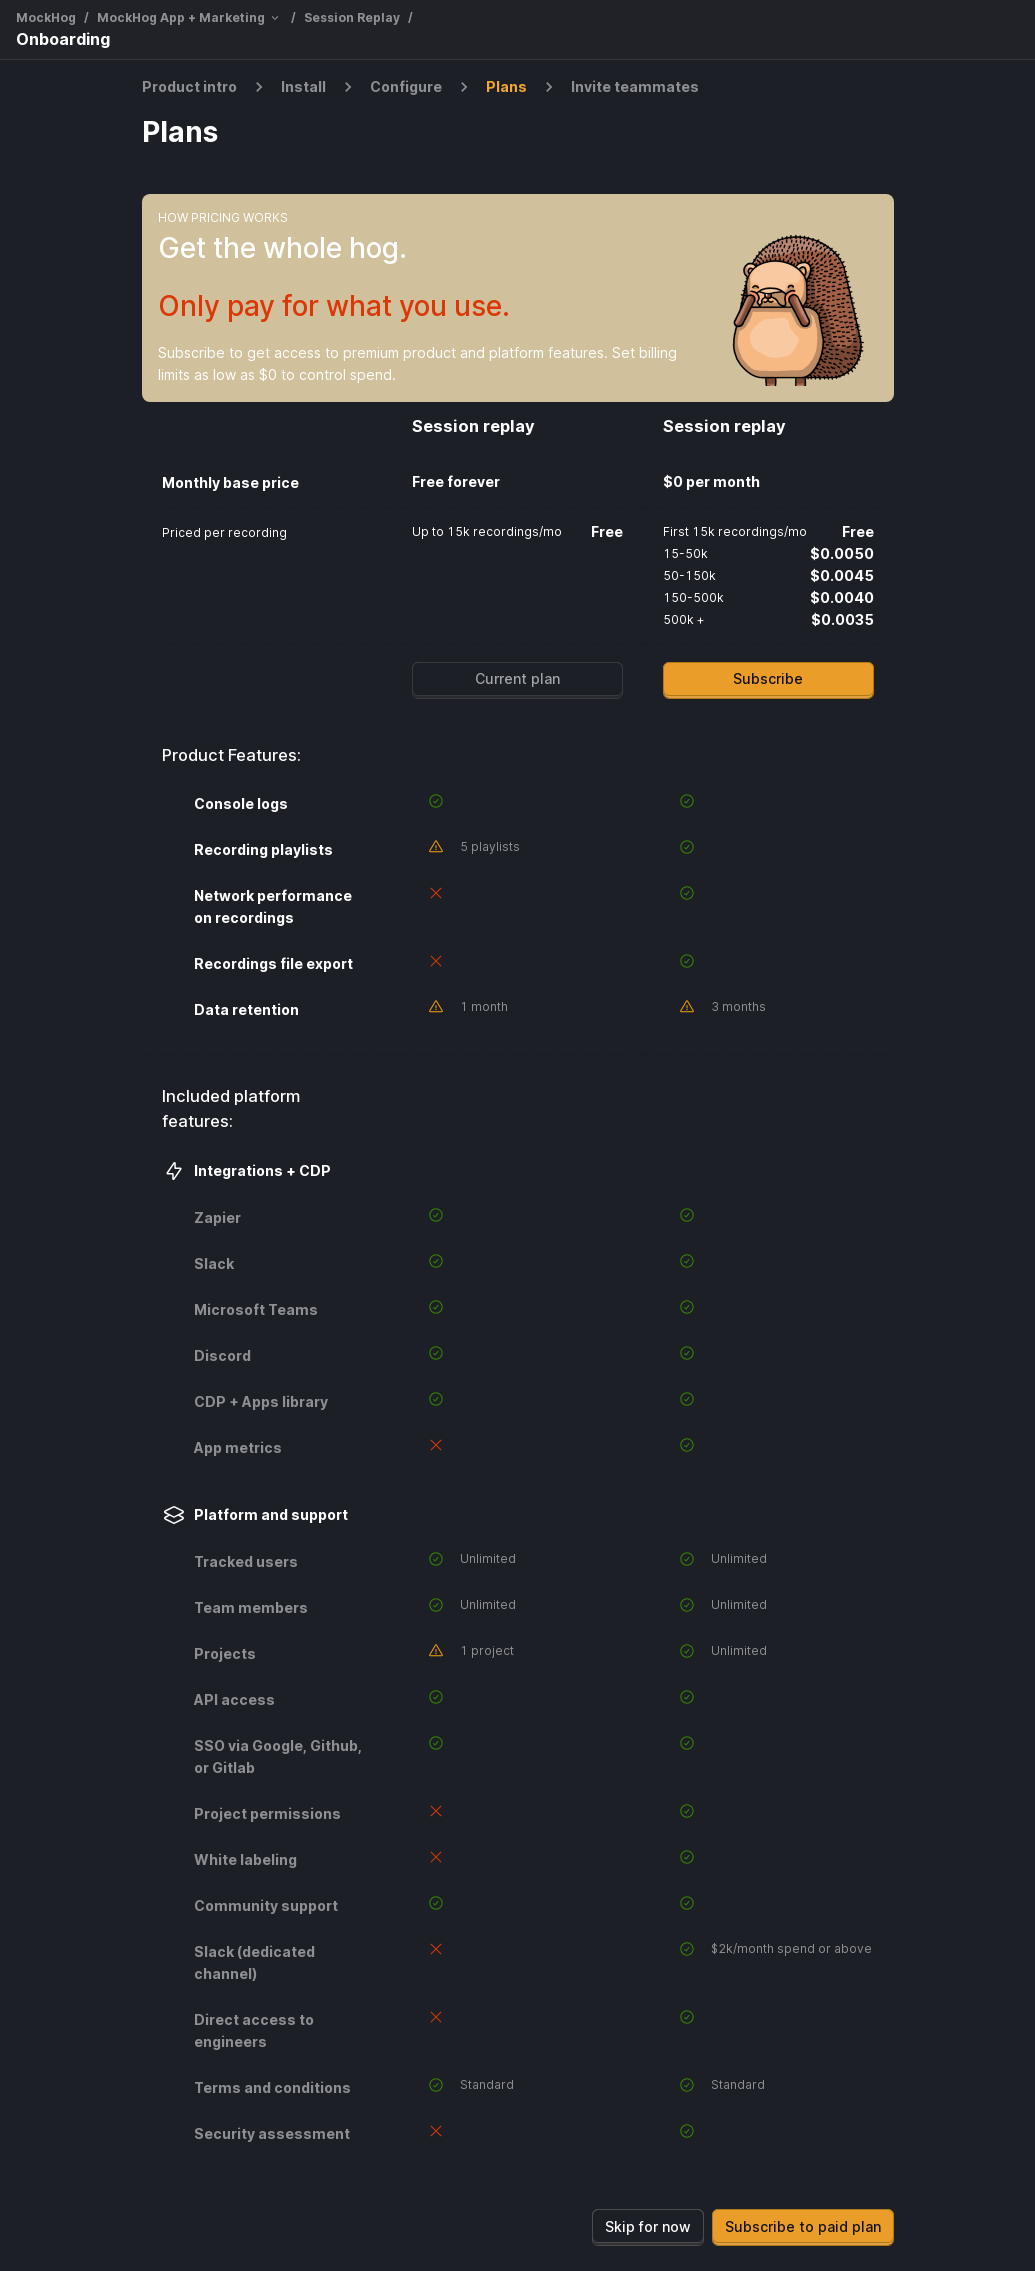 MockHog / MockHog App + Marketing / Session Replay /
Onboarding
Product intro > Install > Configure > Plans > Invite teammates
Plans
HOW PRICING WORKS
Get the whole hog.
Only pay for what you use.
Subscribe to get access to premium product and platform features. Set billing
limits as low as $0 to control spend.
Session replay Session replay
Monthly base price Free forever $0 per month
Priced per recording Up to 15k recordings/mo Free First 15k recordings/mo Free
15-50k $0.0050
50-150k $0.0045
150-500k $0.0040
500k + $0.0035
Current plan Subscribe
Product Features:
Console logs
Recording playlists 5 playlists
Network performance
on recordings
Recordings file export
Data retention 1 month 3 months
Included platform
features:
Integrations + CDP
Zapier
Slack
Microsoft Teams
Discord
CDP + Apps library
App metrics
Platform and support
Tracked users Unlimited Unlimited
Team members Unlimited Unlimited
Projects 1 project Unlimited
API access
SSO via Google, Github,
or Gitlab
Project permissions
White labeling
Community support
Slack (dedicated $2k/month spend or above
channel)
Direct access to
engineers
Terms and conditions Standard Standard
Security assessment
Skip for now Subscribe to paid plan